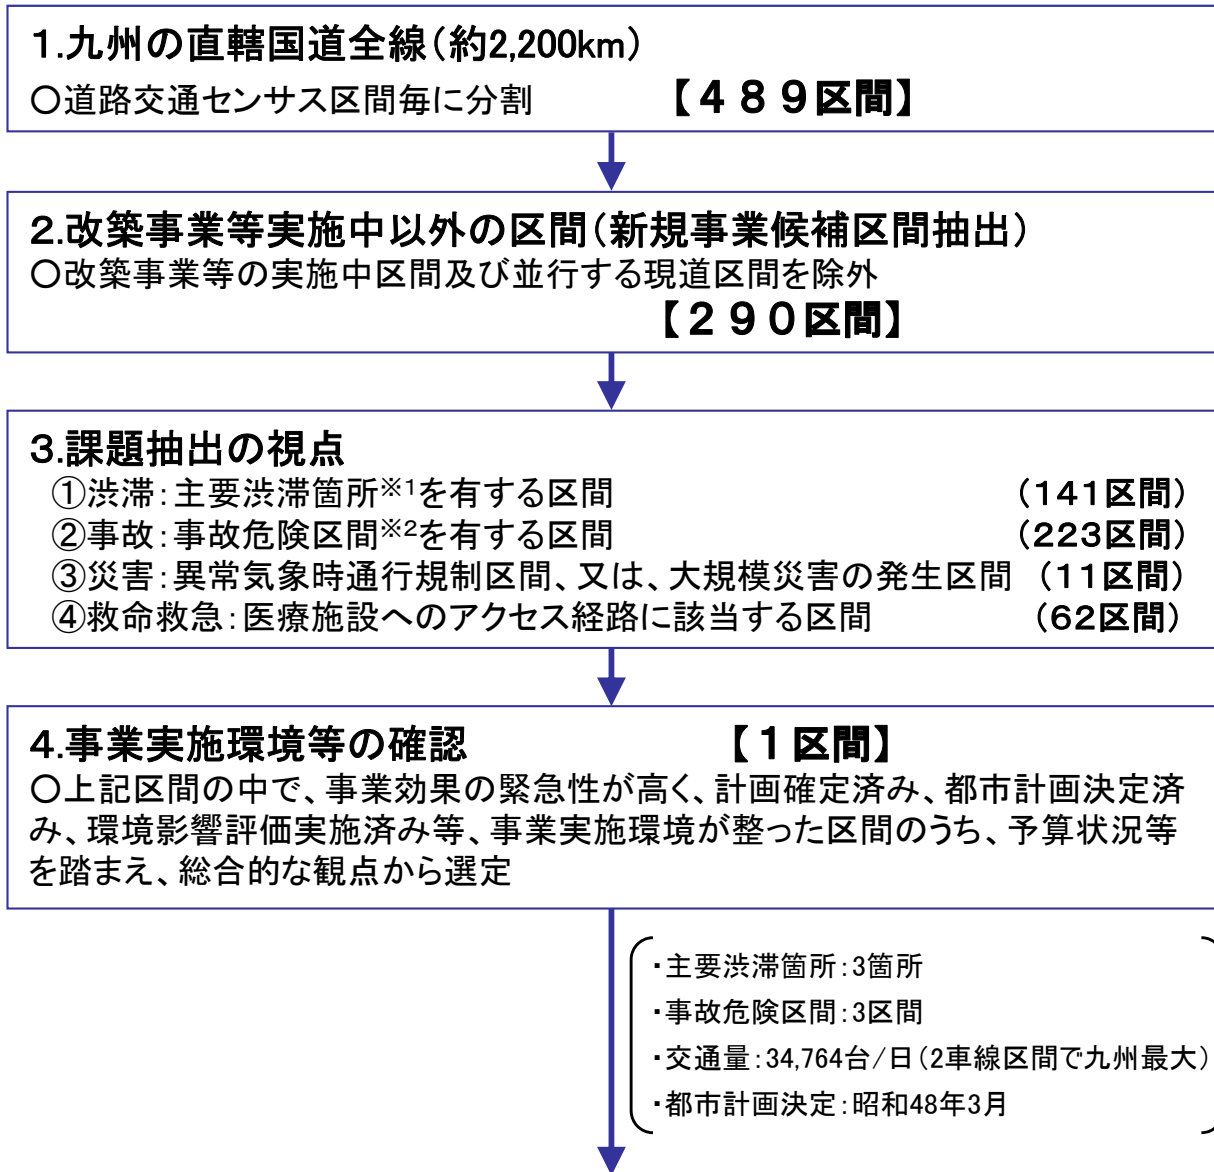 1.九州の直轄国道全線（約2,200km）
○道路交通センサス区間毎に分割 【４８９区間】
2.改築事業等実施中以外の区間（新規事業候補区間抽出）
○改築事業等の実施中区間及び並行する現道区間を除外
【２９０区間】
3.課題抽出の視点
①渋滞：主要渋滞箇所※1を有する区間 （141区間）
②事故：事故危険区間※2を有する区間 （223区間）
③災害：異常気象時通行規制区間、又は、大規模災害の発生区間 （11区間）
④救命救急：医療施設へのアクセス経路に該当する区間 （62区間）
4.事業実施環境等の確認 【１区間】
○上記区間の中で、事業効果の緊急性が高く、計画確定済み、都市計画決定済
み、環境影響評価実施済み等、事業実施環境が整った区間のうち、予算状況等
を踏まえ、総合的な観点から選定
・主要渋滞箇所：3箇所
・事故危険区間：3区間
・交通量：34,764台/日（2車線区間で九州最大）
・都市計画決定：昭和48年3月